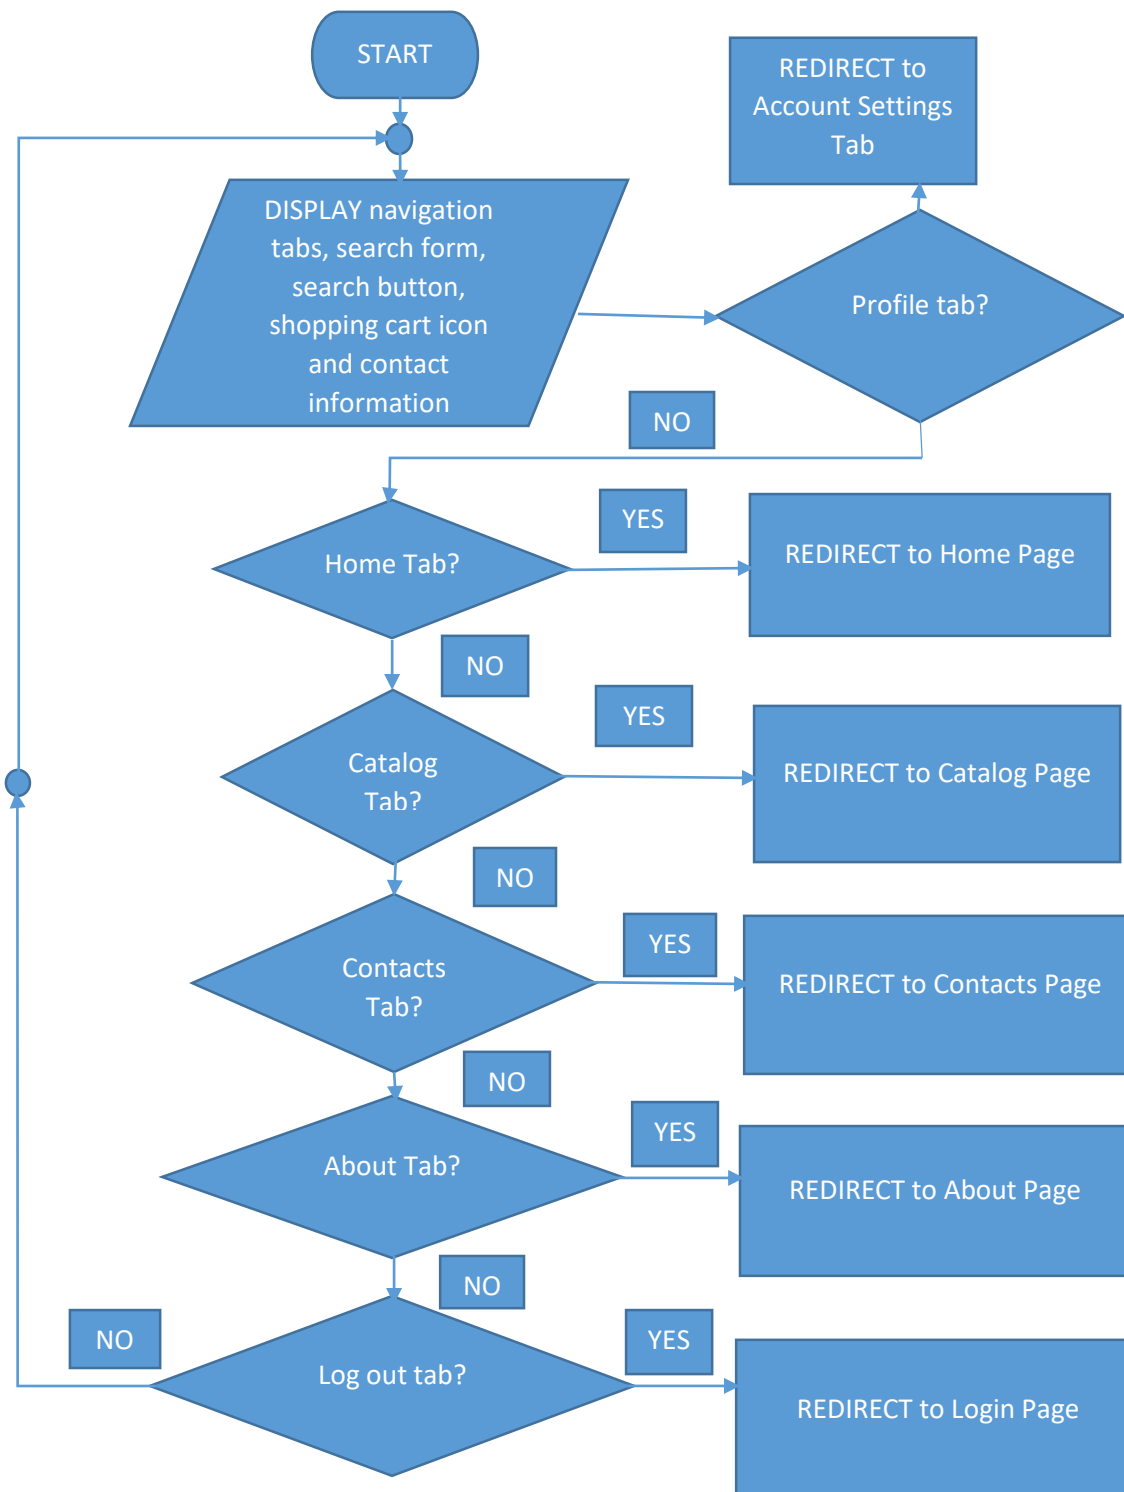 START
REDIRECT to
Account Settings
Tab
DISPLAY navigation
tabs, search form,
search button,
shopping cart icon
and contact
information
Profile tab?
NO
Home Tab?
YES
REDIRECT to Home Page
NO
Catalog
Tab?
YES
REDIRECT to Catalog Page
NO
Contacts
Tab?
YES
REDIRECT to Contacts Page
NO
About Tab?
YES
REDIRECT to About Page
NO
NO
Log out tab?
YES
REDIRECT to Login Page